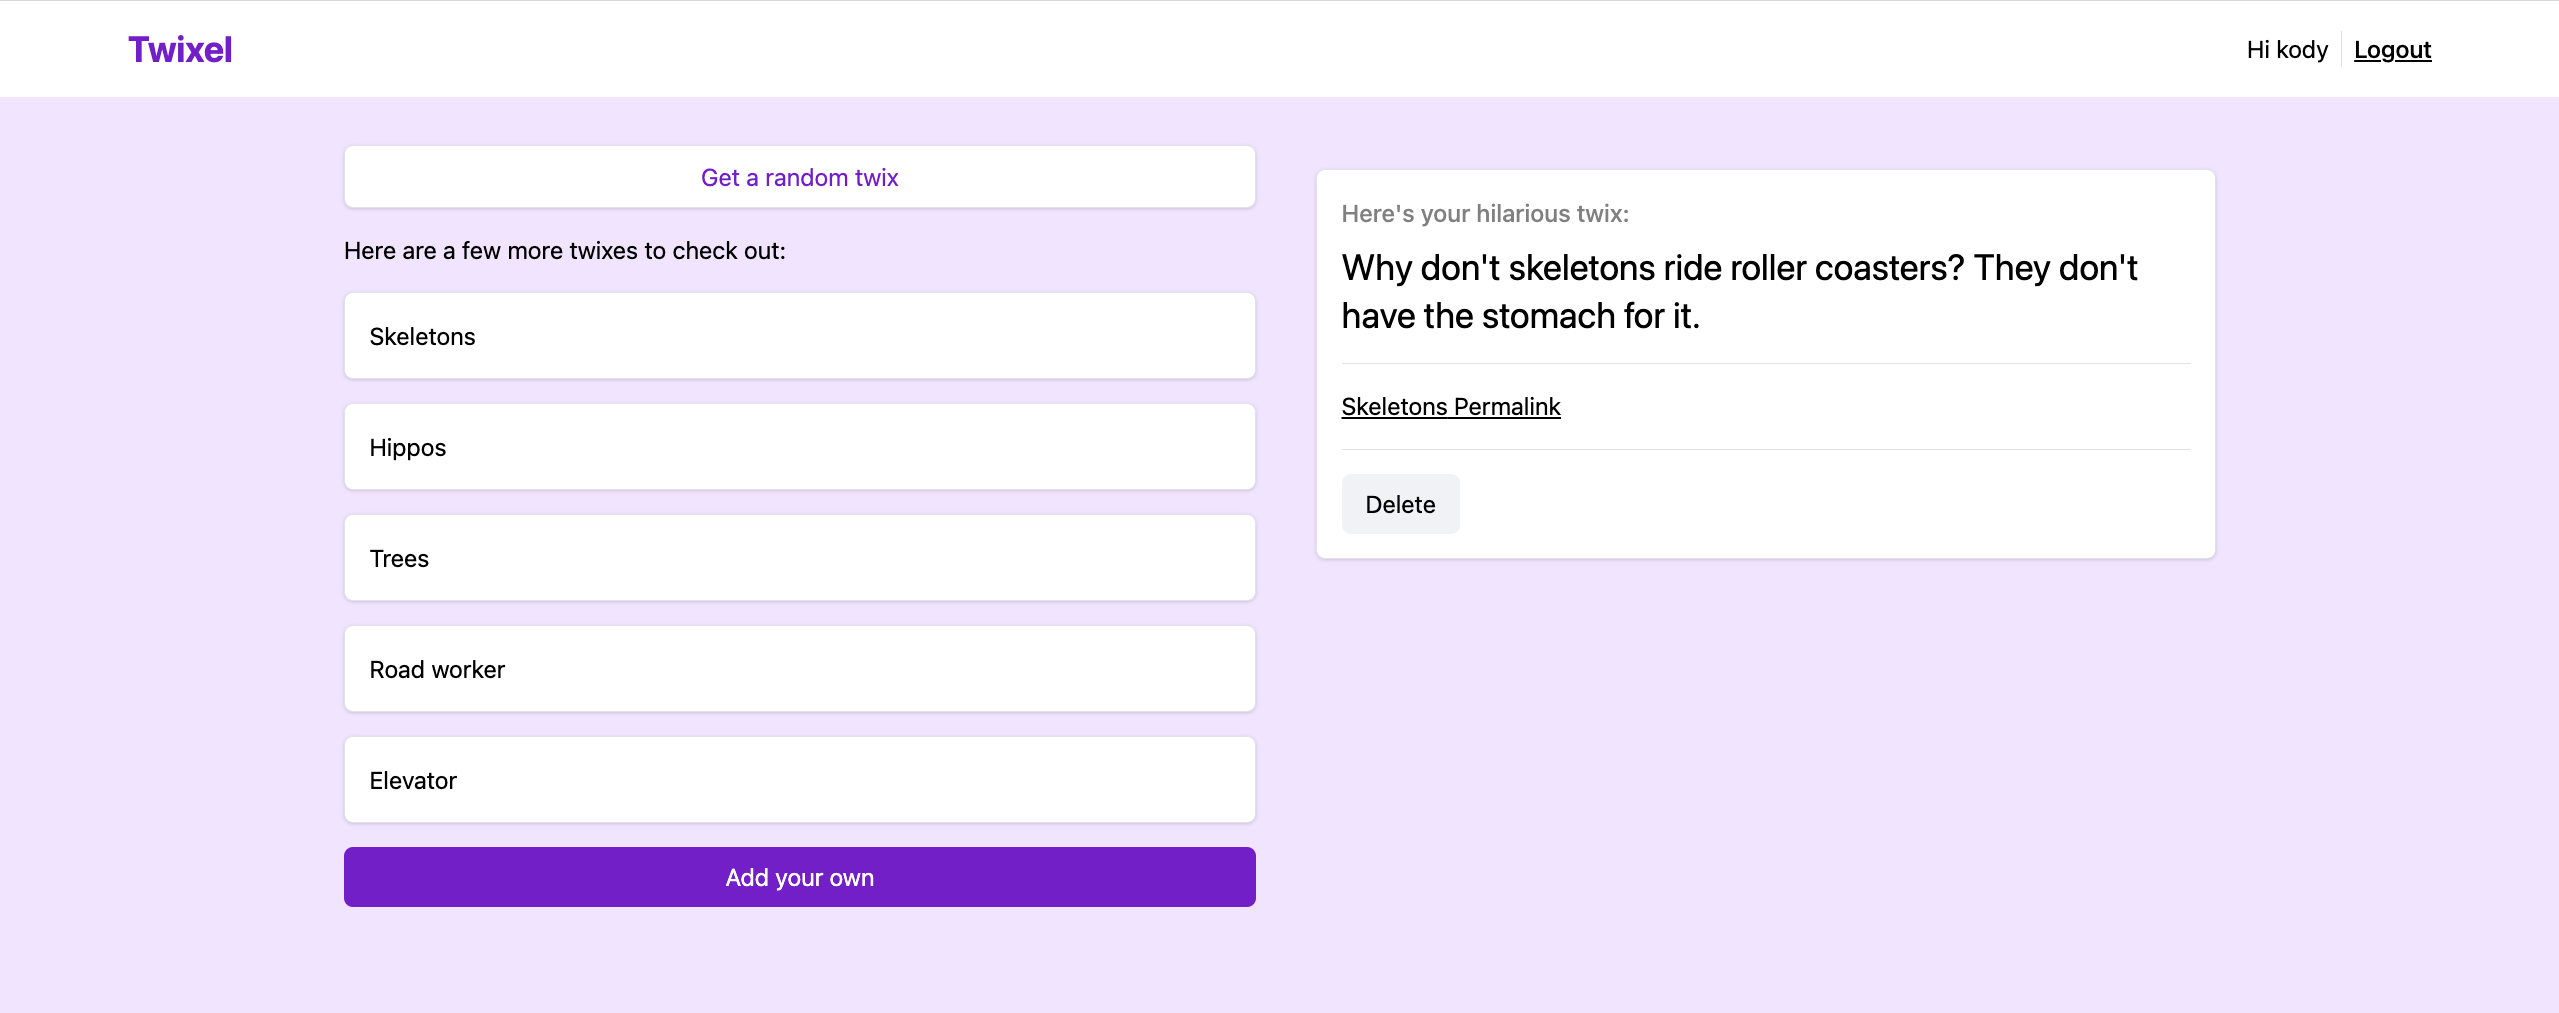 Twixel
Hi kody
Logout
Get a random twix
Here are a few more twixes to check out:
Skeletons
Hippos
Trees
Road worker
Elevator
Add your own
Here's your hilarious twix:
Why don't skeletons ride roller coasters? They don't
have the stomach for it.
Skeletons Permalink
Delete